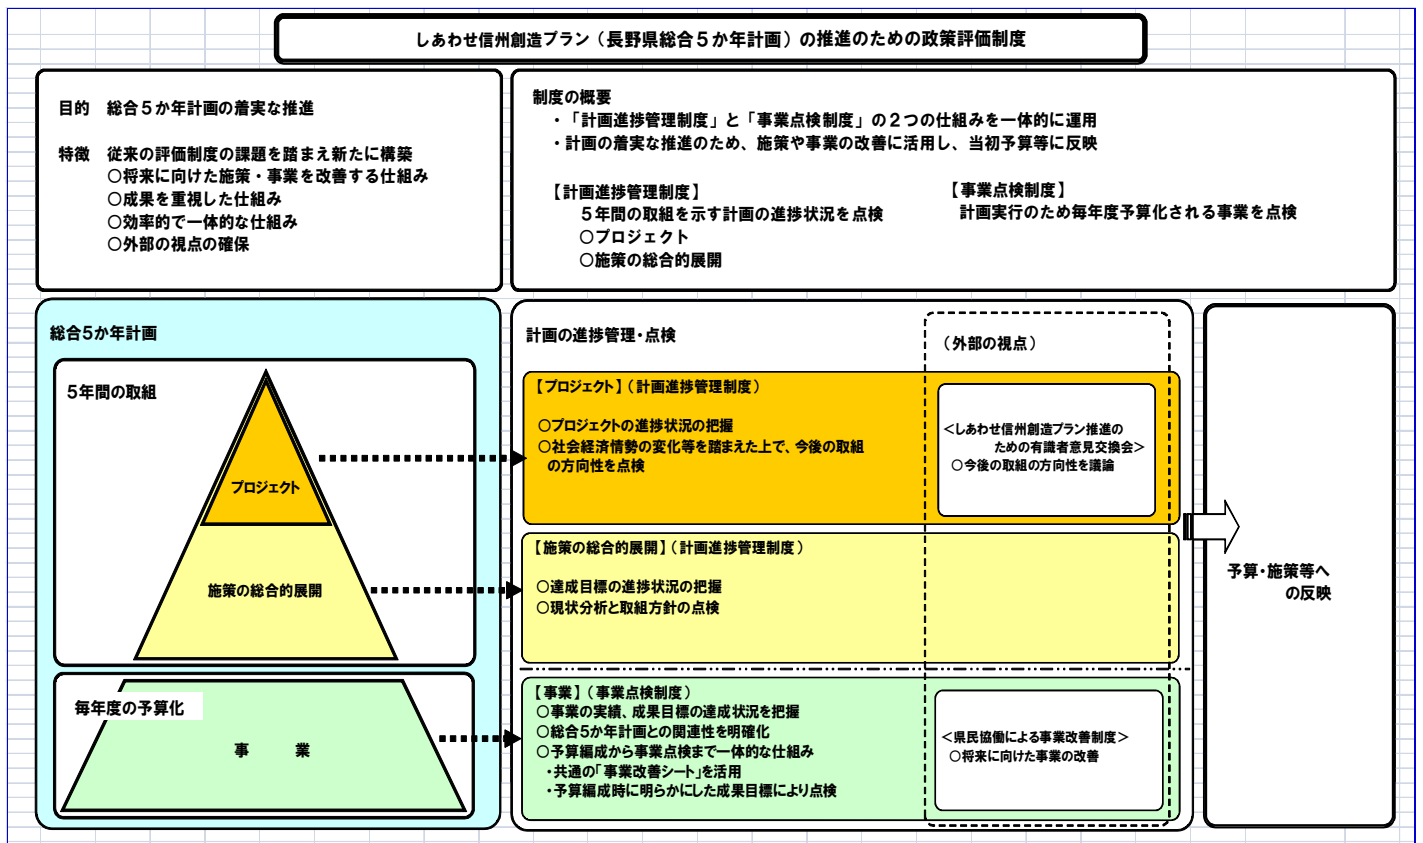 しあわせ信州創造プラン（長野県総合５か年計画）の推進のための政策評価制度
目的　総合５か年計画の着実な推進
特徴　従来の評価制度の課題を踏まえ新たに構築
○将来に向けた施策・事業を改善する仕組み
○成果を重視した仕組み
○効率的で一体的な仕組み
○外部の視点の確保
制度の概要
・「計画進捗管理制度」と「事業点検制度」の２つの仕組みを一体的に運用
・計画の着実な推進のため、施策や事業の改善に活用し、当初予算等に反映
【計画進捗管理制度】
５年間の取組を示す計画の進捗状況を点検
○プロジェクト
○施策の総合的展開
【事業点検制度】
計画実行のため毎年度予算化される事業を点検
総合5か年計画
5年間の取組
プロジェクト
施策の総合的展開
毎年度の予算化
事　　業
計画の進捗管理・点検
（外部の視点）
【プロジェクト】（計画進捗管理制度）
○プロジェクトの進捗状況の把握
○社会経済情勢の変化等を踏まえた上で、今後の取組
の方向性を点検
＜しあわせ信州創造プラン推進の
ための有識者意見交換会＞
○今後の取組の方向性を議論
【施策の総合的展開】（計画進捗管理制度）
○達成目標の進捗状況の把握
○現状分析と取組方針の点検
【事業】（事業点検制度）
○事業の実績、成果目標の達成状況を把握
○総合5か年計画との関連性を明確化
○予算編成から事業点検まで一体的な仕組み
・共通の「事業改善シート」を活用
・予算編成時に明らかにした成果目標により点検
＜県民協働による事業改善制度＞
○将来に向けた事業の改善
予算・施策等へ
の反映